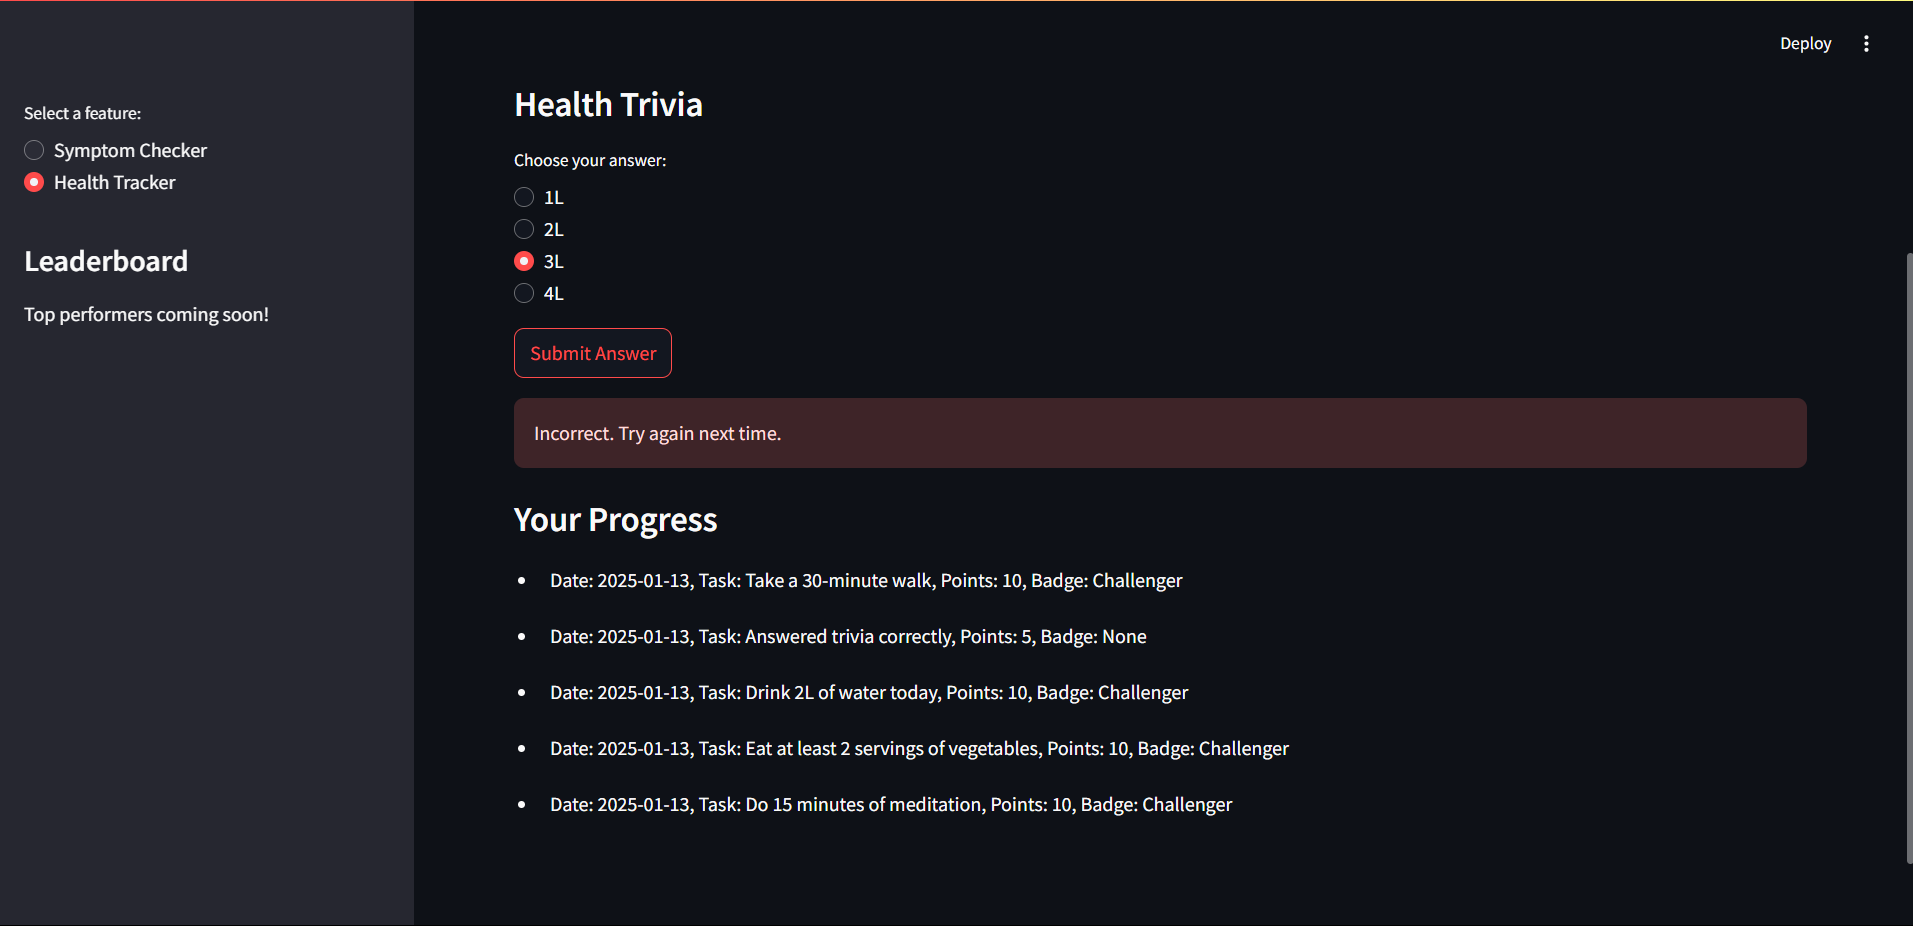 Deploy
Select a feature:
Symptom Checker
Health Tracker
Leaderboard
Top performers coming soon!
Health Trivia
Choose your answer:
1L
2L
3L
4L
Submit Answer
Incorrect. Try again next time.
Your Progress
Date: 2025-01-13, Task: Take a 30-minute walk, Points: 10, Badge: Challenger
Date: 2025-01-13, Task: Answered trivia correctly, Points: 5, Badge: None
Date: 2025-01-13, Task: Drink 2L of water today, Points: 10, Badge: Challenger
Date: 2025-01-13, Task: Eat at least 2 servings of vegetables, Points: 10, Badge: Challenger
Date: 2025-01-13, Task: Do 15 minutes of meditation, Points: 10, Badge: Challenger